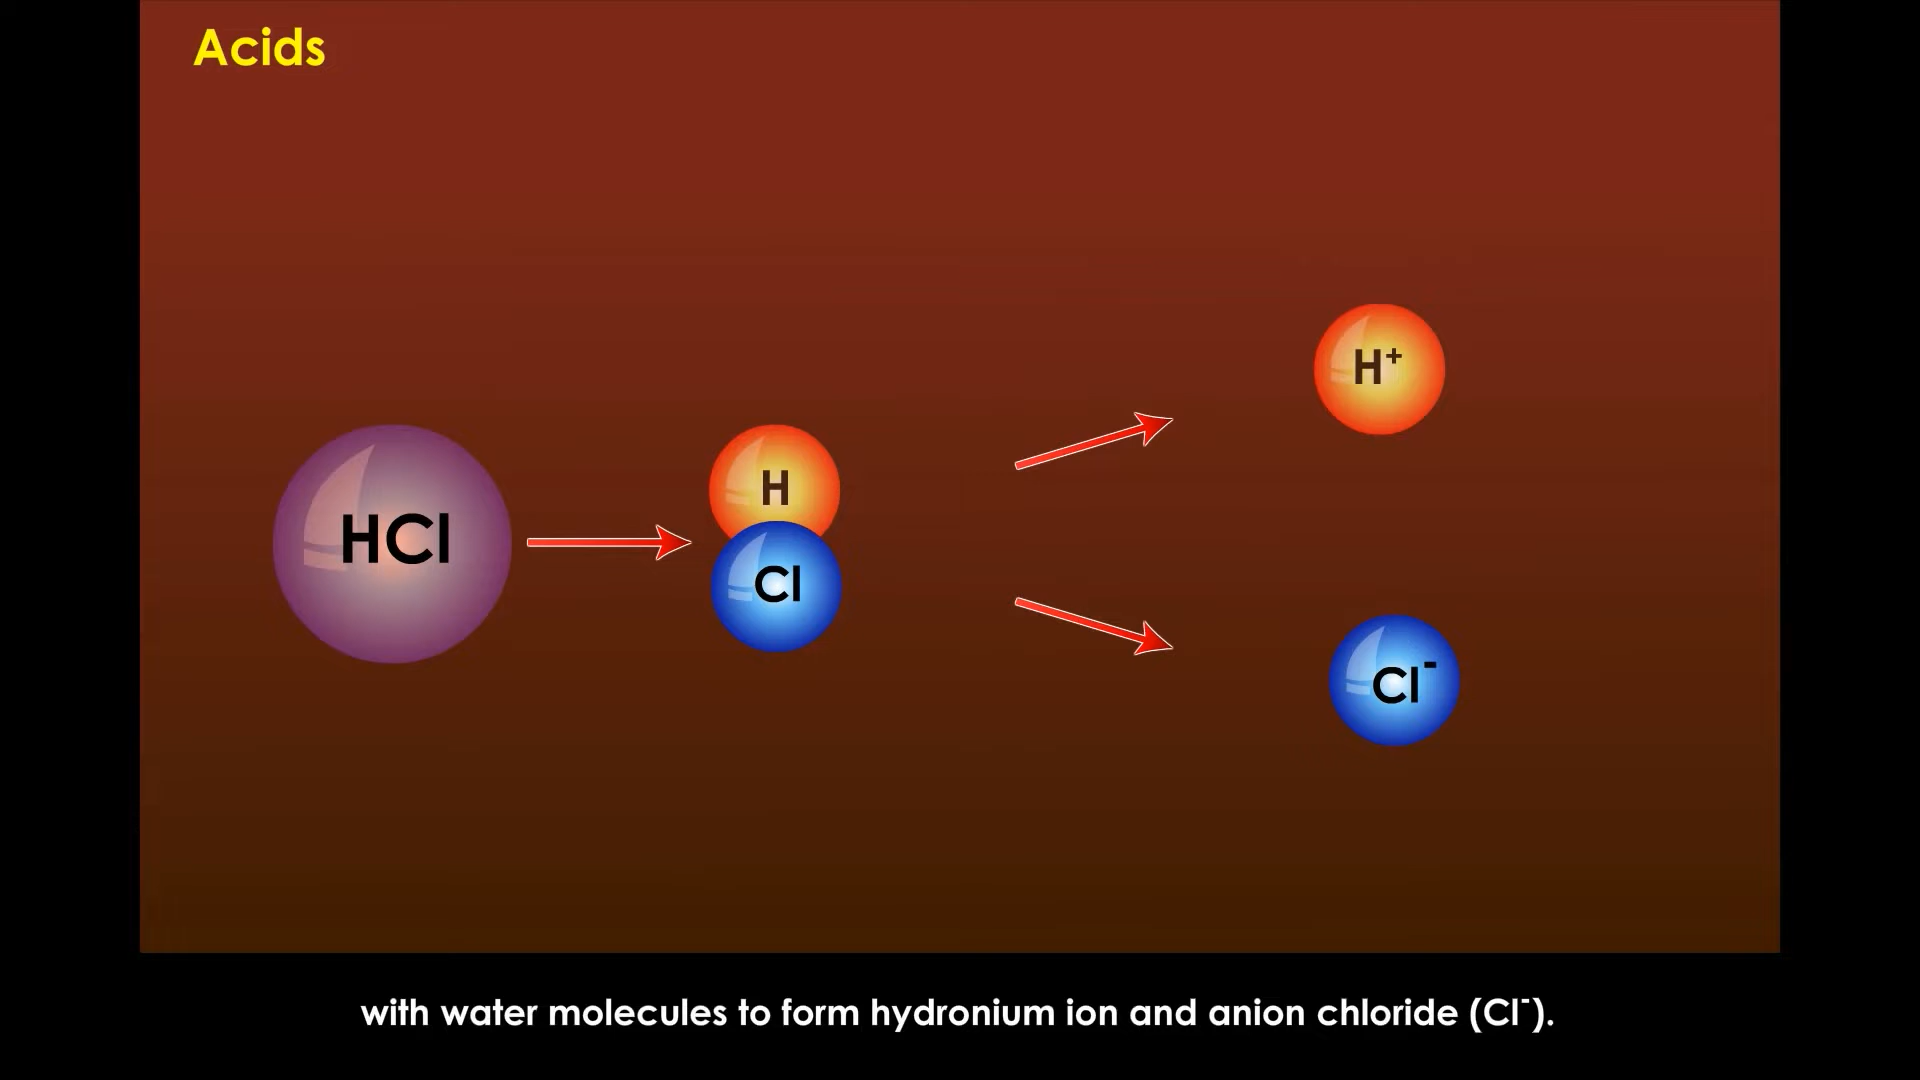 Acids
H⁺
HCl
H
Cl
Cl⁻
with water molecules to form hydronium ion and anion chloride (Cl⁻).